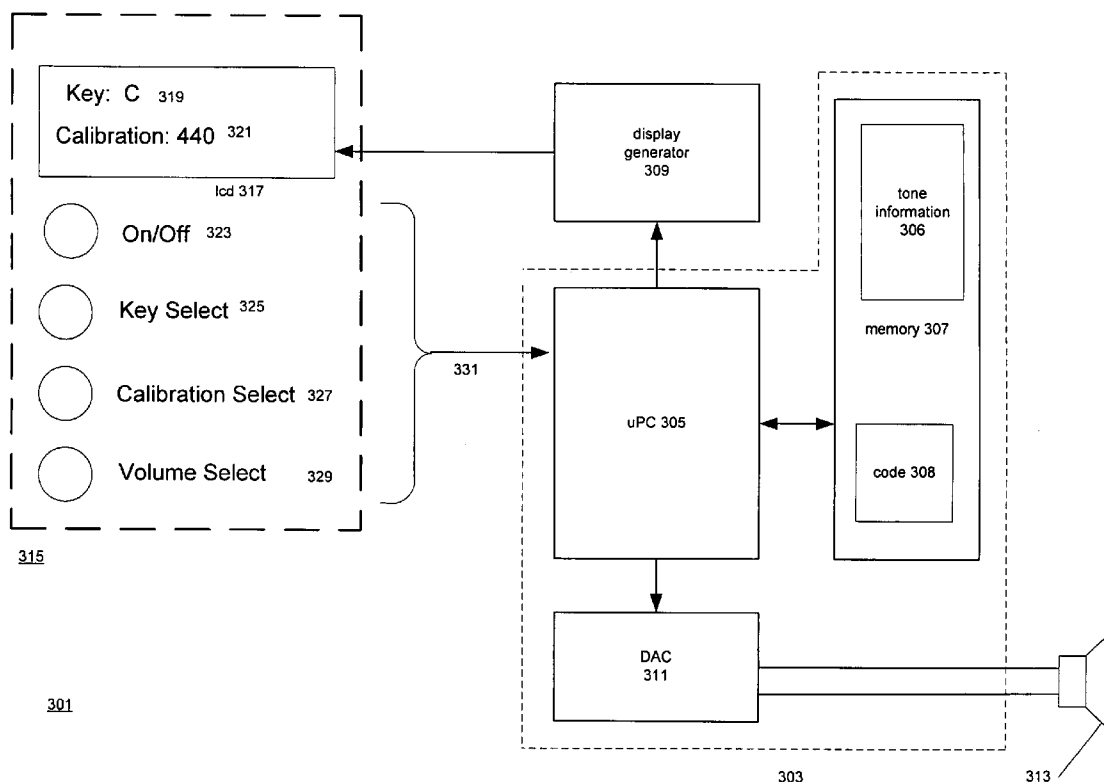 Key: C 319
Calibration: 440 321
lcd 317
On/Off 323
Key Select 325
Calibration Select 327
Volume Select 329
315
301
331
display
generator
309
tone
information
306
memory 307
code 308
uPC 305
DAC
311
303
313